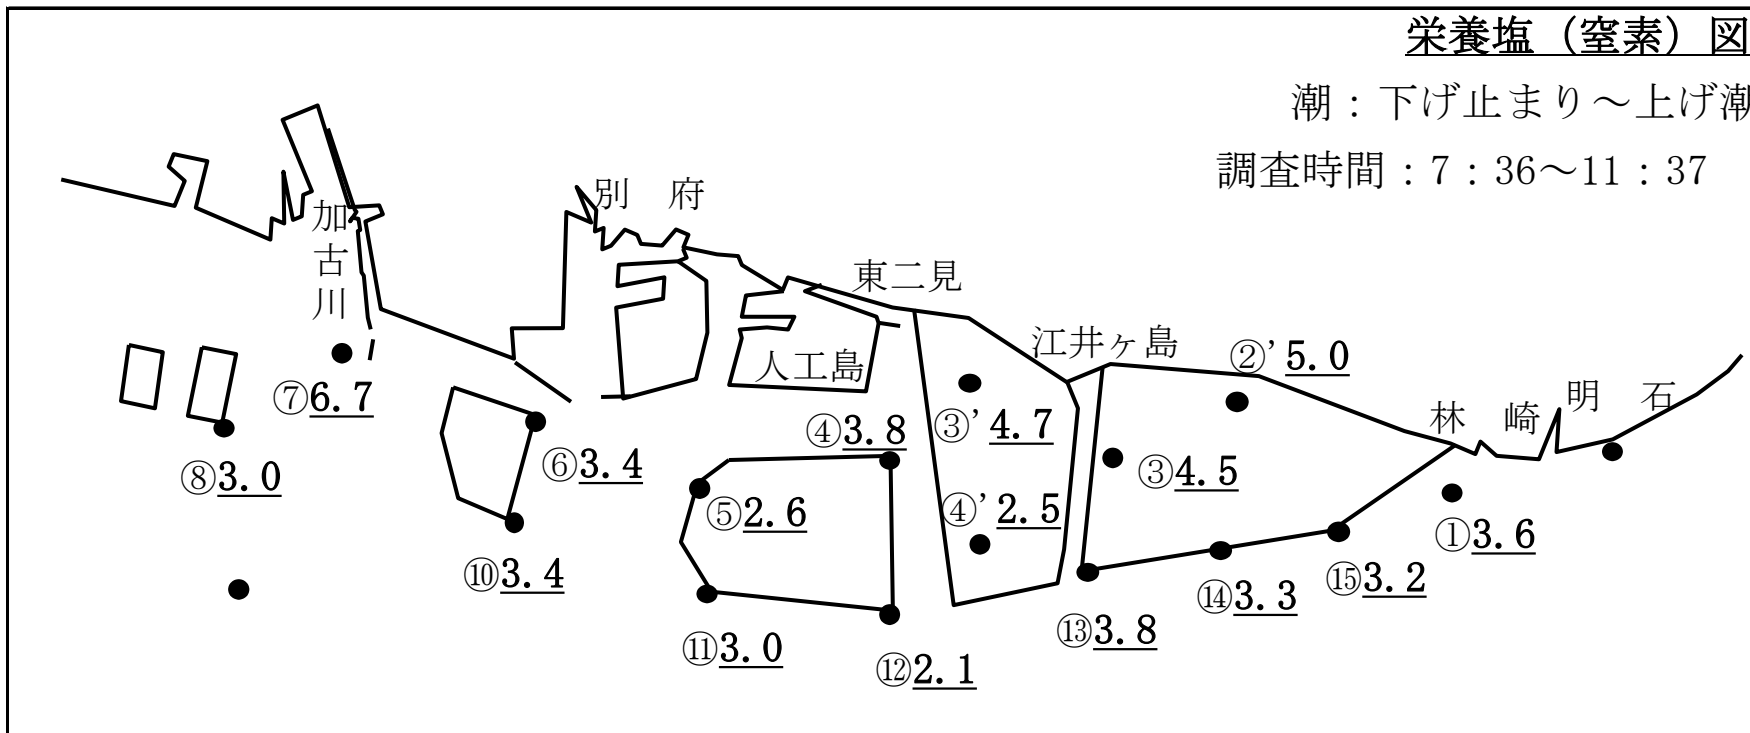 栄養塩（窒素）図
潮：下げ止まり～上げ潮
調査時間：7：36～11：37
別　府
加古川
東二見
江井ヶ島
②’5.0
人工島
⑦6.7
林　崎
明　石
③’4.7
④3.8
⑥3.4
⑧3.0
③4.5
⑤2.6
④’2.5
①3.6
⑩3.4
⑮3.2
⑭3.3
⑬3.8
⑪3.0
⑫2.1